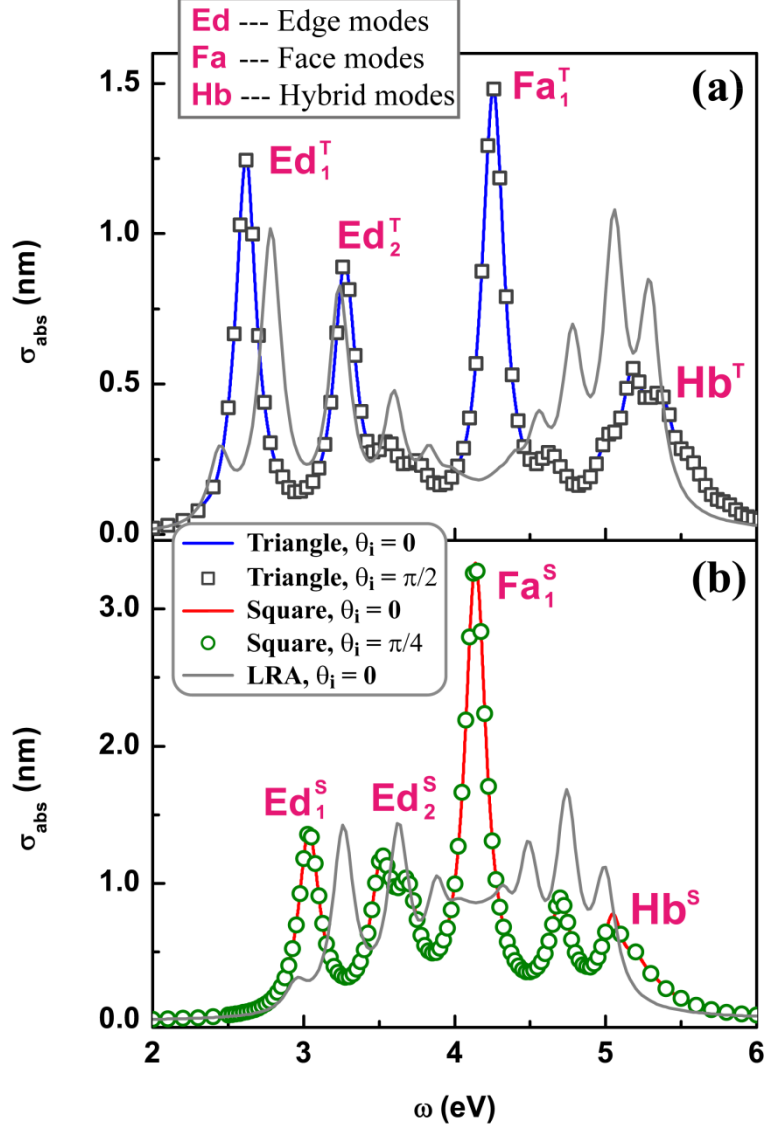 Ed --- Edge modes
Fa --- Face modes
Hb --- Hybrid modes
(a)
Fa₁ᵀ
Ed₁ᵀ
Ed₂ᵀ
Hbᵀ
1.5
1.0
0.5
0.0
σabs (nm)
Triangle, θi = 0
Triangle, θi = π/2
Square, θi = 0
Square, θi = π/4
LRA, θi = 0
(b)
Fa₁ˢ
Ed₁ˢ
Ed₂ˢ
Hbˢ
3.0
2.0
1.0
0.0
σabs (nm)
2 3 4 5 6
ω (eV)